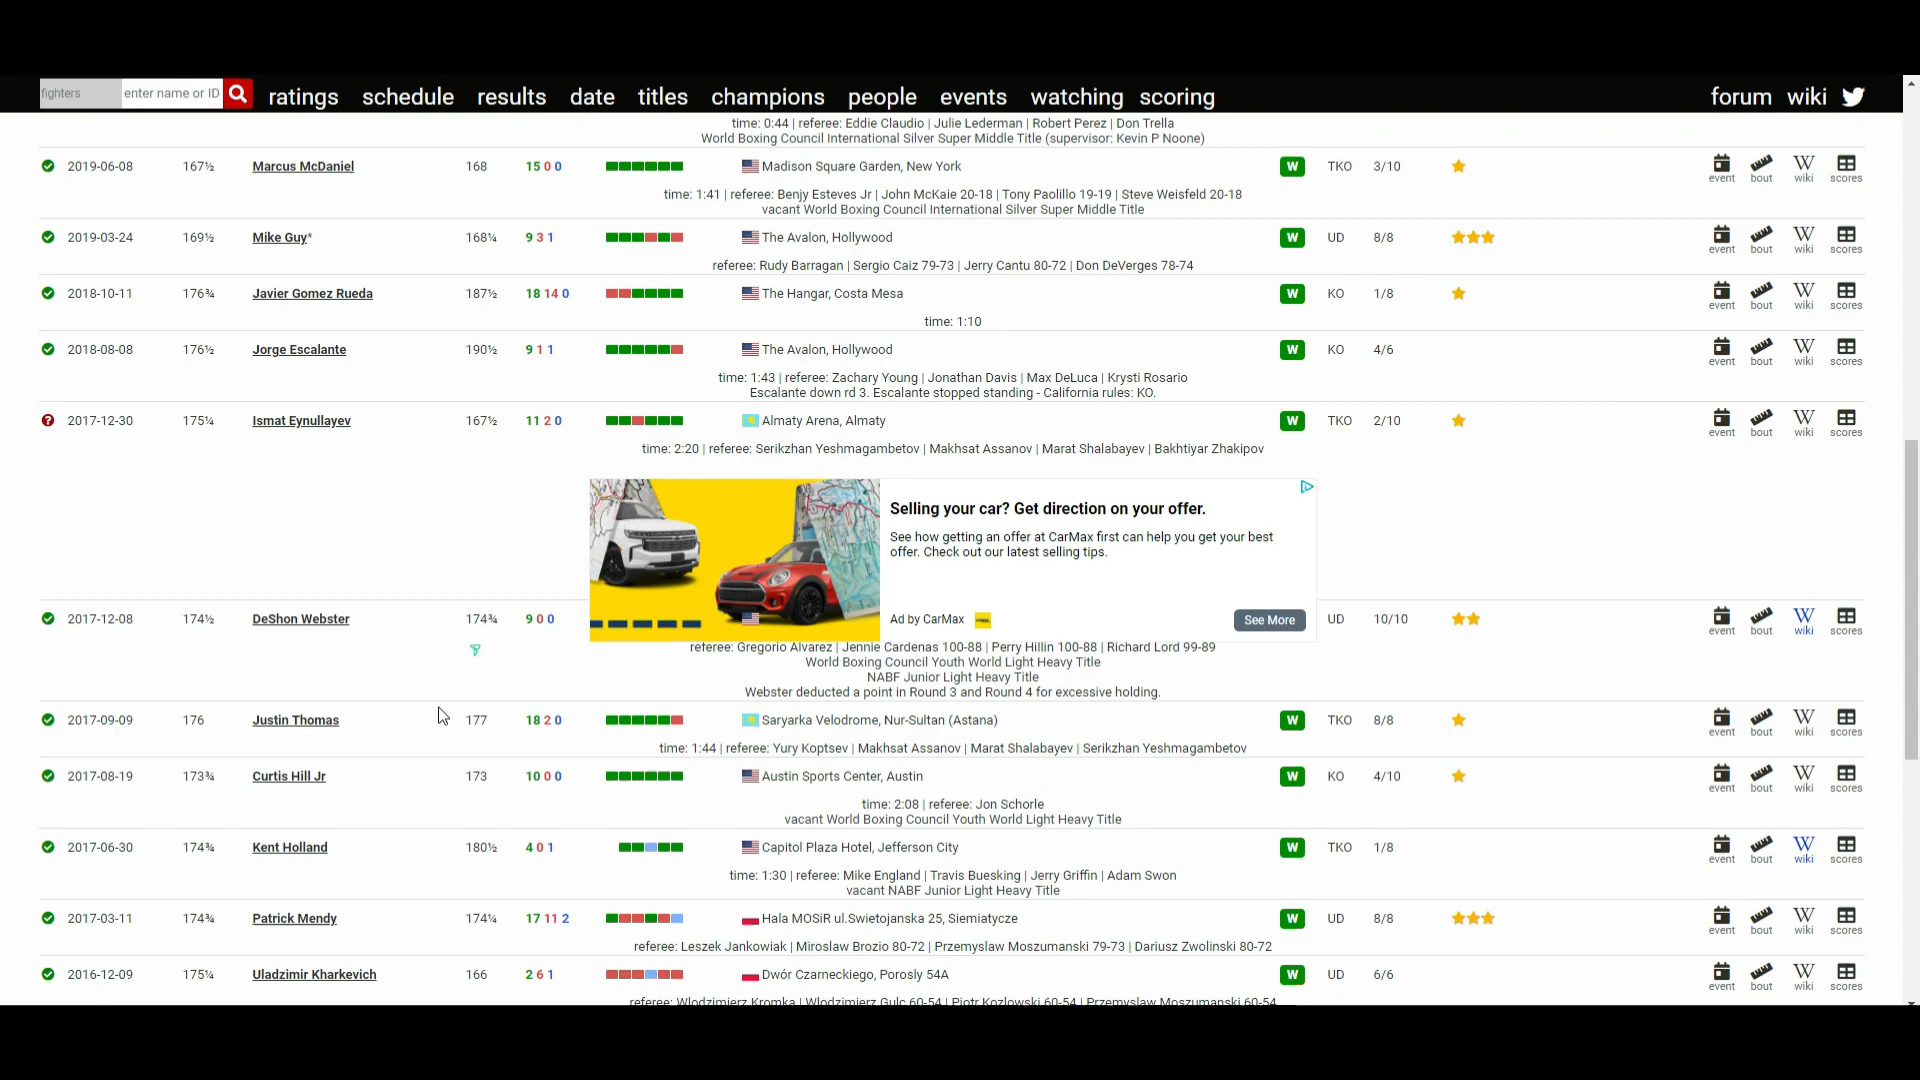 fighters enter name or ID ratings schedule results date titles champions people events watching scoring forum wiki
time: 0:44 | referee: Eddie Claudio | Julie Lederman | Robert Perez | Don Trella
World Boxing Council International Silver Super Middle Title (supervisor: Kevin P Noone)
2019-06-08 167½ Marcus McDaniel 168 15 0 0 Madison Square Garden, New York W TKO 3/10 event bout wiki scores
time: 1:41 | referee: Benjy Esteves Jr | John McKaie 20-18 | Tony Paolillo 19-19 | Steve Weisfeld 20-18
vacant World Boxing Council International Silver Super Middle Title
2019-03-24 169½ Mike Guy* 168¼ 9 3 1 The Avalon, Hollywood W UD 8/8 event bout wiki scores
referee: Rudy Barragan | Sergio Caiz 79-73 | Jerry Cantu 80-72 | Don DeVerges 78-74
2018-10-11 176¾ Javier Gomez Rueda 187½ 18 14 0 The Hangar, Costa Mesa W KO 1/8 event bout wiki scores
time: 1:10
2018-08-08 176½ Jorge Escalante 190½ 9 1 1 The Avalon, Hollywood W KO 4/6 event bout wiki scores
time: 1:43 | referee: Zachary Young | Jonathan Davis | Max DeLuca | Krysti Rosario
Escalante down rd 3. Escalante stopped standing - California rules: KO.
2017-12-30 175¼ Ismat Eynullayev 167½ 11 2 0 Almaty Arena, Almaty W TKO 2/10 event bout wiki scores
time: 2:20 | referee: Serikzhan Yeshmagambetov | Makhsat Assanov | Marat Shalabayev | Bakhtiyar Zhakipov
Selling your car? Get direction on your offer.
See how getting an offer at CarMax first can help you get your best
offer. Check out our latest selling tips.
Ad by CarMax See More
2017-12-08 174½ DeShon Webster 174¾ 9 0 0 UD 10/10 event bout wiki scores
referee: Gregorio Alvarez | Jennie Cardenas 100-88 | Perry Hillin 100-88 | Richard Lord 99-89
World Boxing Council Youth World Light Heavy Title
NABF Junior Light Heavy Title
Webster deducted a point in Round 3 and Round 4 for excessive holding.
2017-09-09 176 Justin Thomas 177 18 2 0 Saryarka Velodrome, Nur-Sultan (Astana) W TKO 8/8 event bout wiki scores
time: 1:44 | referee: Yury Koptsev | Makhsat Assanov | Marat Shalabayev | Serikzhan Yeshmagambetov
2017-08-19 173¾ Curtis Hill Jr 173 10 0 0 Austin Sports Center, Austin W KO 4/10 event bout wiki scores
time: 2:08 | referee: Jon Schorle
vacant World Boxing Council Youth World Light Heavy Title
2017-06-30 174¾ Kent Holland 180½ 4 0 1 Capitol Plaza Hotel, Jefferson City W TKO 1/8 event bout wiki scores
time: 1:30 | referee: Mike England | Travis Buesking | Jerry Griffin | Adam Swon
vacant NABF Junior Light Heavy Title
2017-03-11 174¾ Patrick Mendy 174¼ 17 11 2 Hala MOSiR ul.Swietojanska 25, Siemiatycze W UD 8/8 event bout wiki scores
referee: Leszek Jankowiak | Miroslaw Brozio 80-72 | Przemyslaw Moszumanski 79-73 | Dariusz Zwolinski 80-72
2016-12-09 175¼ Uladzimir Kharkevich 166 2 6 1 Dwór Czarneckiego, Porosly 54A W UD 6/6 event bout wiki scores
referee: Wlodzimierz Kromka | Wlodzimierz Gulc 60-54 | Piotr Kozlowski 60-54 | Przemyslaw Moszumanski 60-54